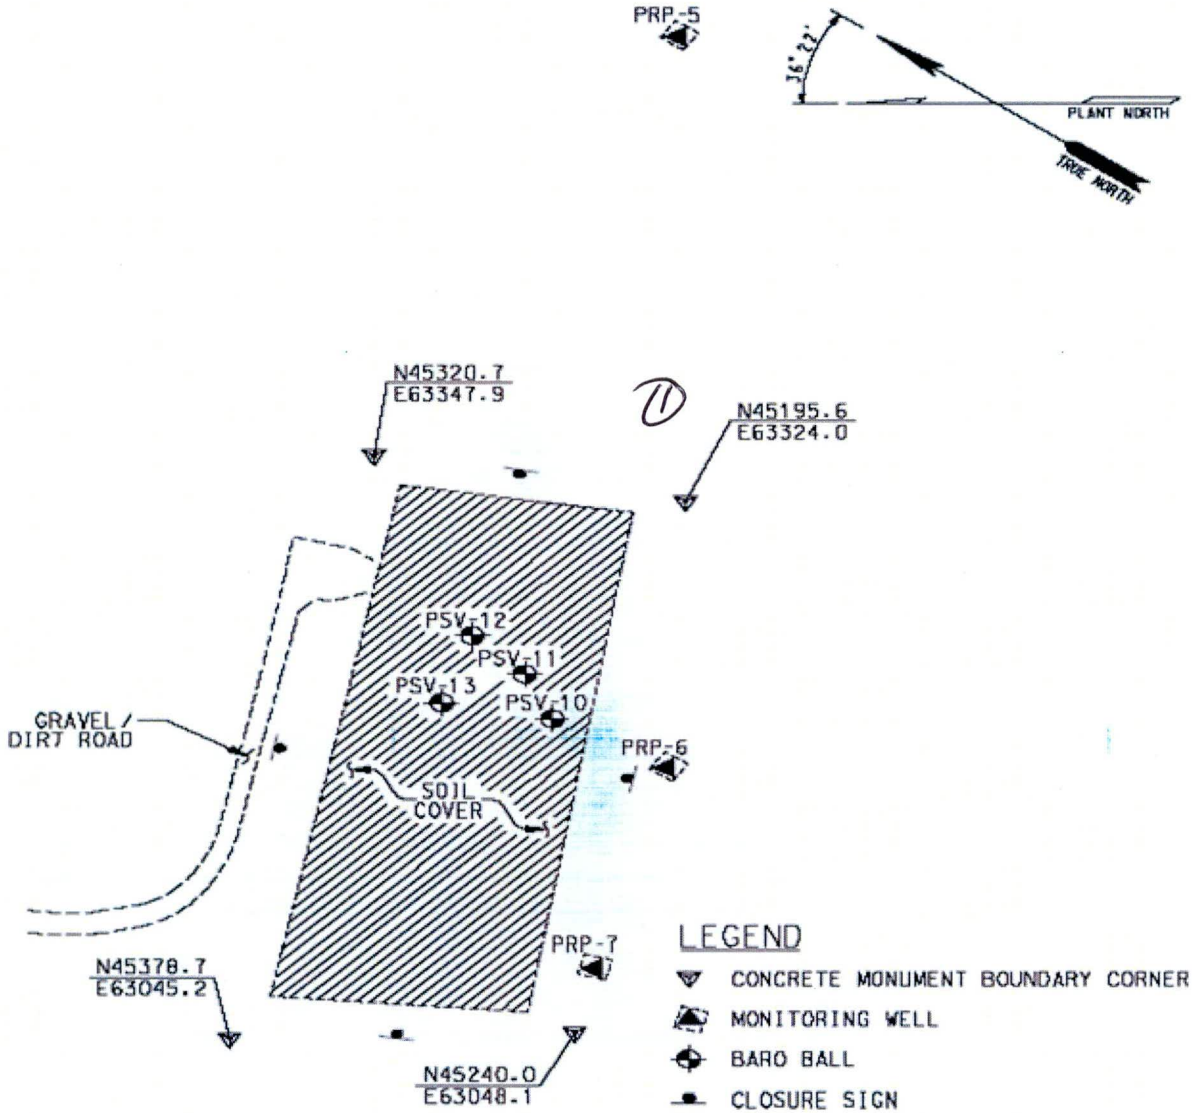 PRP-5
36° 22'
PLANT NORTH
TRUE NORTH
N45320.7
E63347.9
11
N45195.6
E63324.0
PSV-12
PSV-11
PSV-13
PSV-10
GRAVEL/
DIRT ROAD
PRP-6
SOIL
COVER
PRP-7
N45378.7
E63045.2
N45240.0
E63048.1
LEGEND
CONCRETE MONUMENT BOUNDARY CORNER
MONITORING WELL
BARO BALL
CLOSURE SIGN